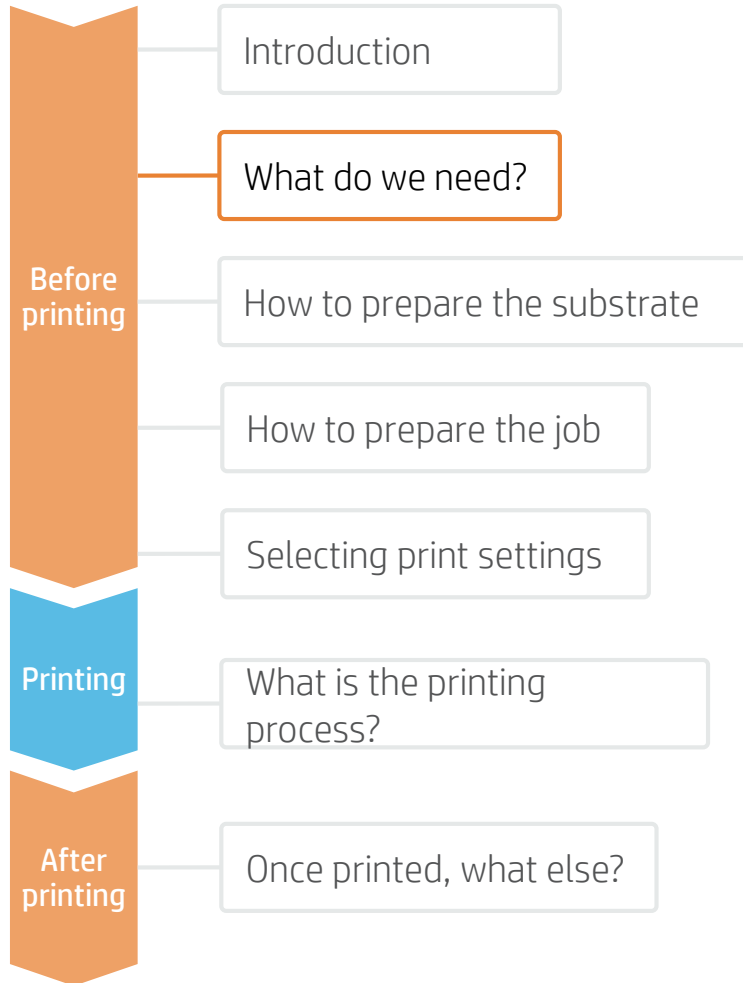 Introduction
What do we need?
Before
printing
How to prepare the substrate
How to prepare the job
Selecting print settings
Printing
What is the printing
process?
After
printing
Once printed, what else?